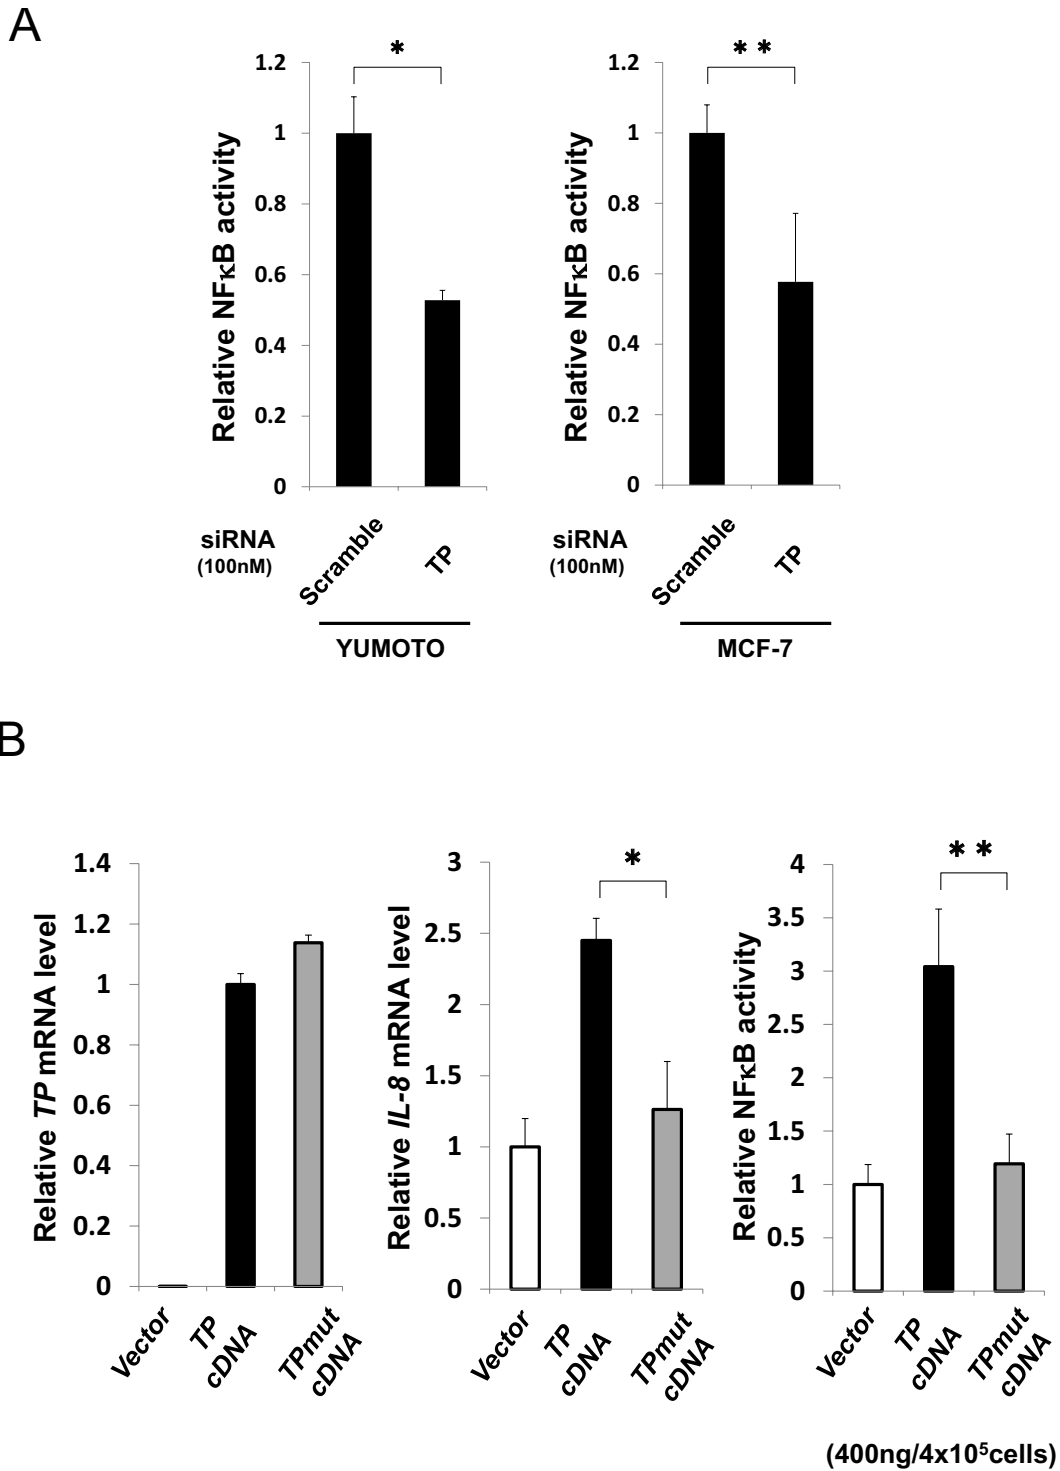 A
*
1.2
1
0.8
0.6
0.4
0.2
0
Relative NFκB activity
siRNA
(100nM)
Scramble
TP
YUMOTO
* *
1.2
1
0.8
0.6
0.4
0.2
0
Relative NFκB activity
siRNA
(100nM)
Scramble
TP
MCF-7
B
1.4
1.2
1
0.8
0.6
0.4
0.2
0
Relative TP mRNA level
Vector
TP
cDNA
TPmut
cDNA
*
3
2.5
2
1.5
1
0.5
0
Relative IL-8 mRNA level
Vector
TP
cDNA
TPmut
cDNA
* *
4
3.5
3
2.5
2
1.5
1
0.5
0
Relative NFκB activity
Vector
TP
cDNA
TPmut
cDNA
(400ng/4x10⁵cells)